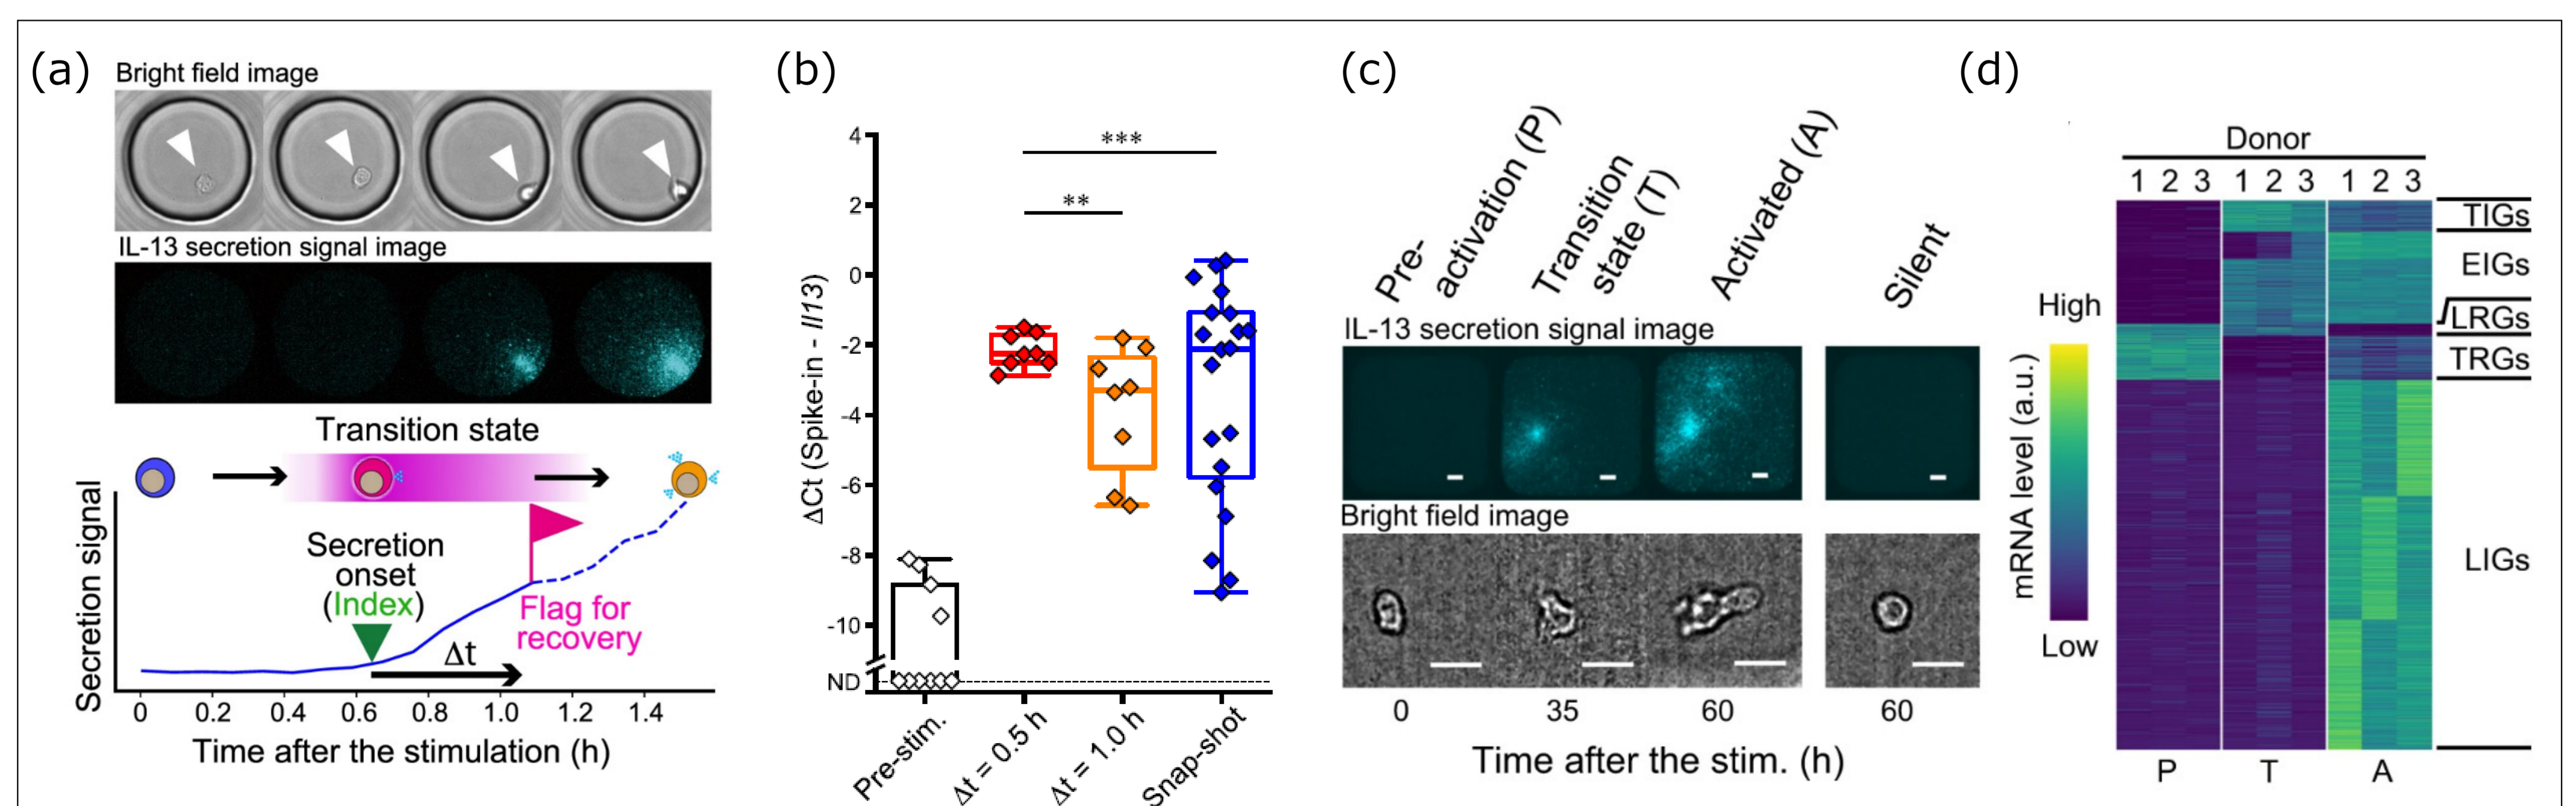 (a)
Bright field image
IL-13 secretion signal image
Transition state
Secretion signal
Secretion
onset
(Index)
Δt
Flag for
recovery
0 0.2 0.4 0.6 0.8 1.0 1.2 1.4
Time after the stimulation (h)
(b)
ΔCt (Spike-in - Il13)
4
2
0
-2
-4
-6
-8
-10
ND
***
**
Pre-stim.
Δt = 0.5 h
Δt = 1.0 h
Snap-shot
(c)
Pre-
activation (P)
Transition
state (T)
Activated (A)
Silent
IL-13 secretion signal image
Bright field image
0 35 60 60
Time after the stim. (h)
(d)
Donor
1 2 3 1 2 3 1 2 3
High
mRNA level (a.u.)
Low
TIGs
EIGs
LRGs
TRGs
LIGs
P T A